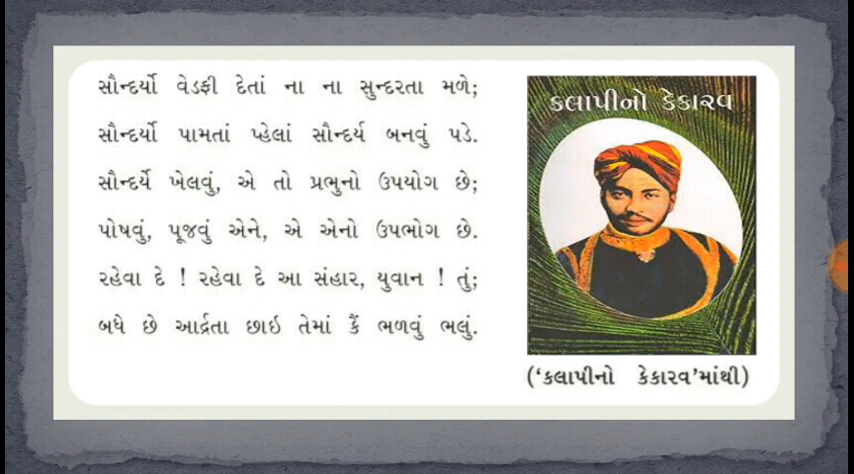 સૌન્દર્યો વેડફી દેતાં ના ના સુન્દરતા મળે;
સૌન્દર્યો પામતાં પ્હેલાં સૌન્દર્ય બનવું પડે.
સૌન્દર્યે ખેલવું, એ તો પ્રભુનો ઉપયોગ છે;
પોષવું, પૂજવું એને, એ એનો ઉપભોગ છે.
રહેવા દે ! રહેવા દે આ સંહાર, યુવાન ! તું;
બધે છે આર્દ્રતા છાઇ તેમાં કૈં ભળવું ભલું.
કલાપીનો કેકારવ
(‘કલાપીનો કેકારવ’માંથી)